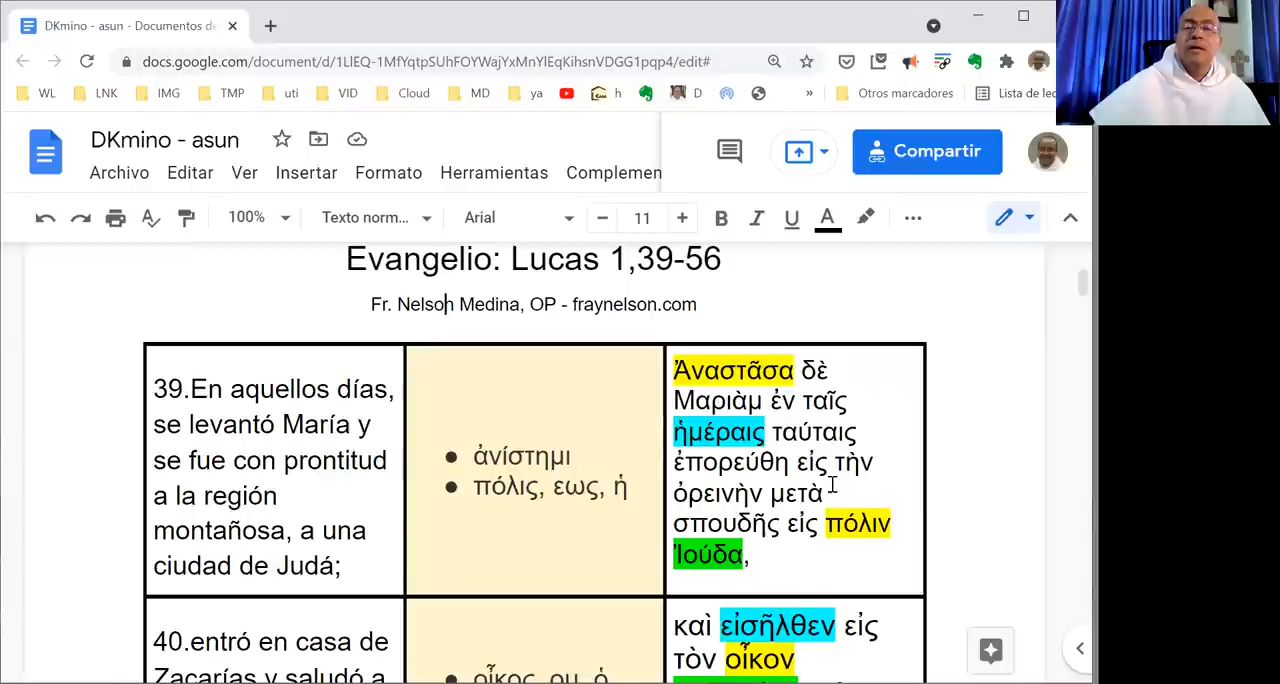 DKmino - asun - Documentos de
docs.google.com/document/d/1LlEQ-1MfYqtpSUhFOYWajYxMnYlEqKihsnVDGG1pqp4/edit#
WL LNK IMG TMP uti VID Cloud MD ya h D » Otros marcadores Lista de lec
DKmino - asun
Compartir
Archivo Editar Ver Insertar Formato Herramientas Complemen
100% Texto norm... Arial 11 B I U A
Evangelio: Lucas 1,39-56
Fr. Nelson Medina, OP - fraynelson.com
39.En aquellos días,
se levantó María y
se fue con prontitud
a la región
montañosa, a una
ciudad de Judá;
● ἀνίστημι
● πόλις, εως, ἡ
Ἀναστᾶσα δὲ
Μαριὰμ ἐν ταῖς
ἡμέραις ταύταις
ἐπορεύθη εἰς τὴν
ὀρεινὴν μετὰ
σπουδῆς εἰς πόλιν
Ἰούδα,
40.entró en casa de
Zacarías y saludó a
● οἶκος, ου, ὁ
καὶ εἰσῆλθεν εἰς
τὸν οἶκον